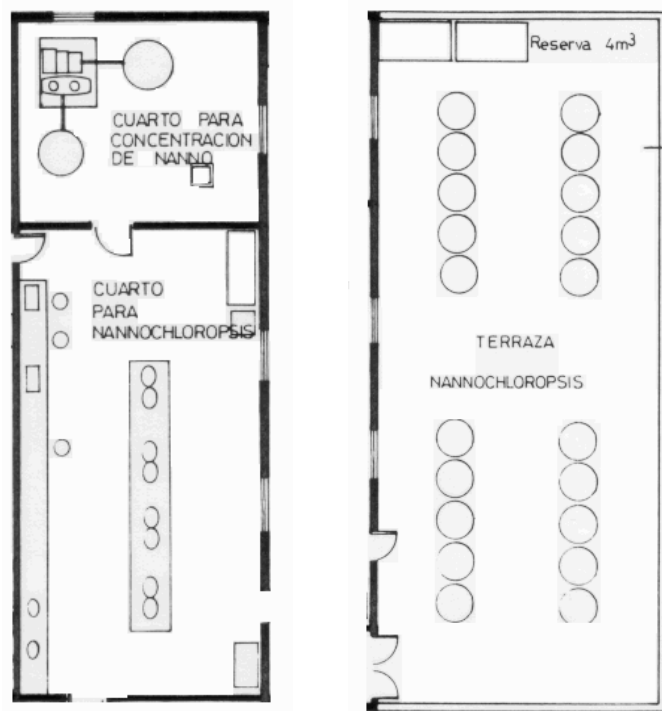 CUARTO PARA
CONCENTRACION
DE NANNO
CUARTO
PARA
NANNOCHLOROPSIS
Reserva 4m³
TERRAZA
NANNOCHLOROPSIS